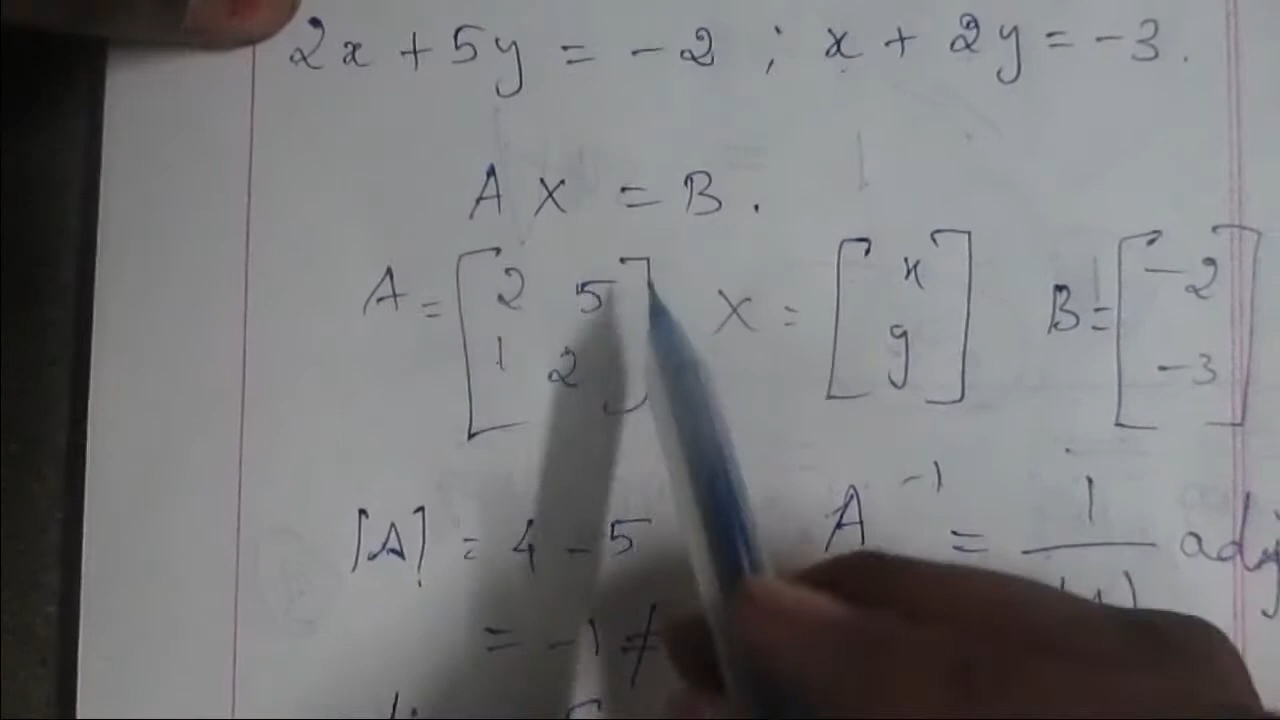 2x + 5y = -2 ; x + 2y = -3.
AX = B.
A = [2 5 X = [x B = [-2
1 2] y] -3]
|A| = 4 - 5 A⁻¹ = 1/|A| adj
= -1 ≠